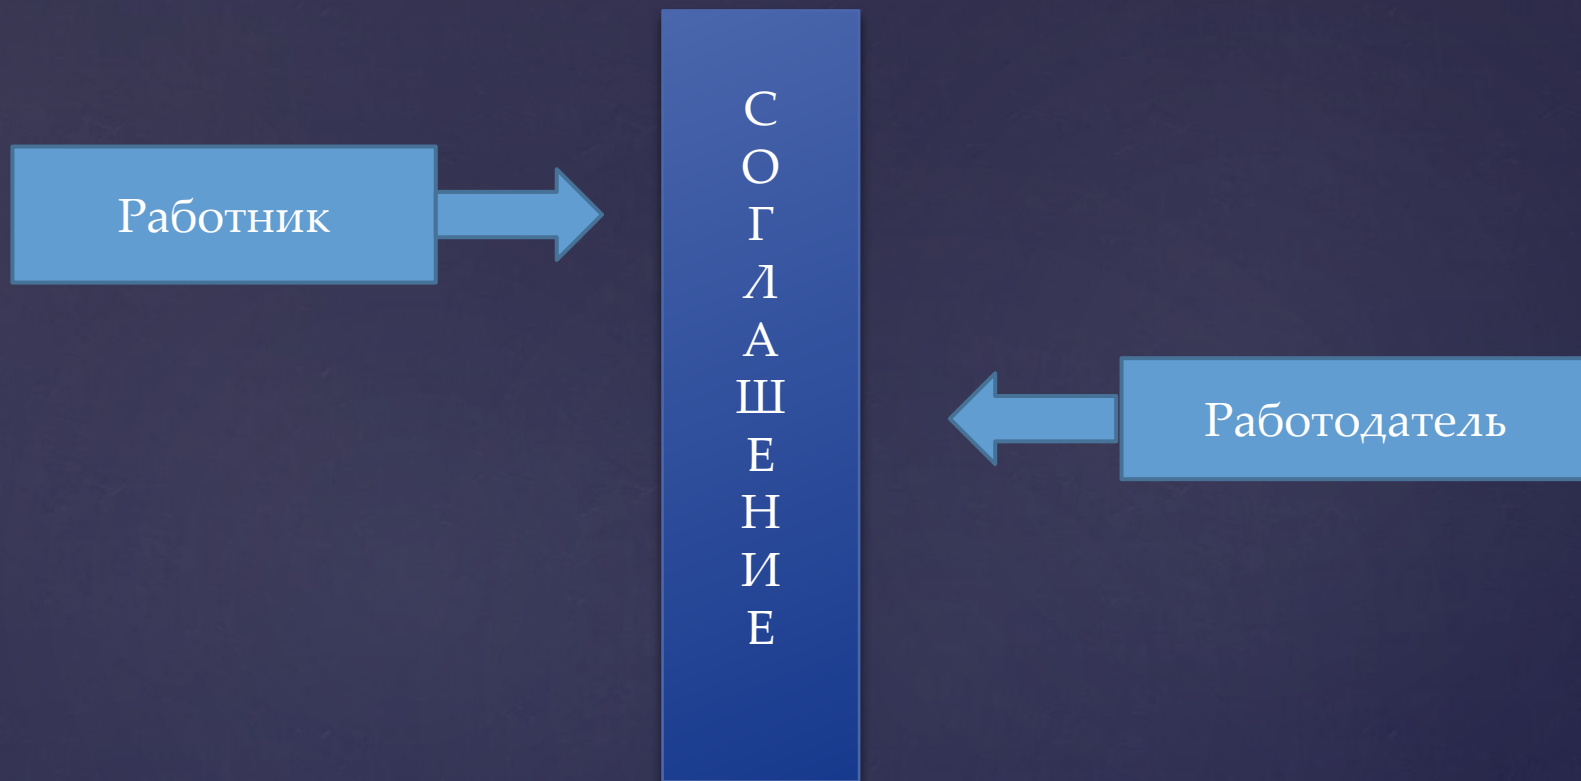 Работник
С
О
Г
Л
А
Ш
Е
Н
И
Е
Работодатель